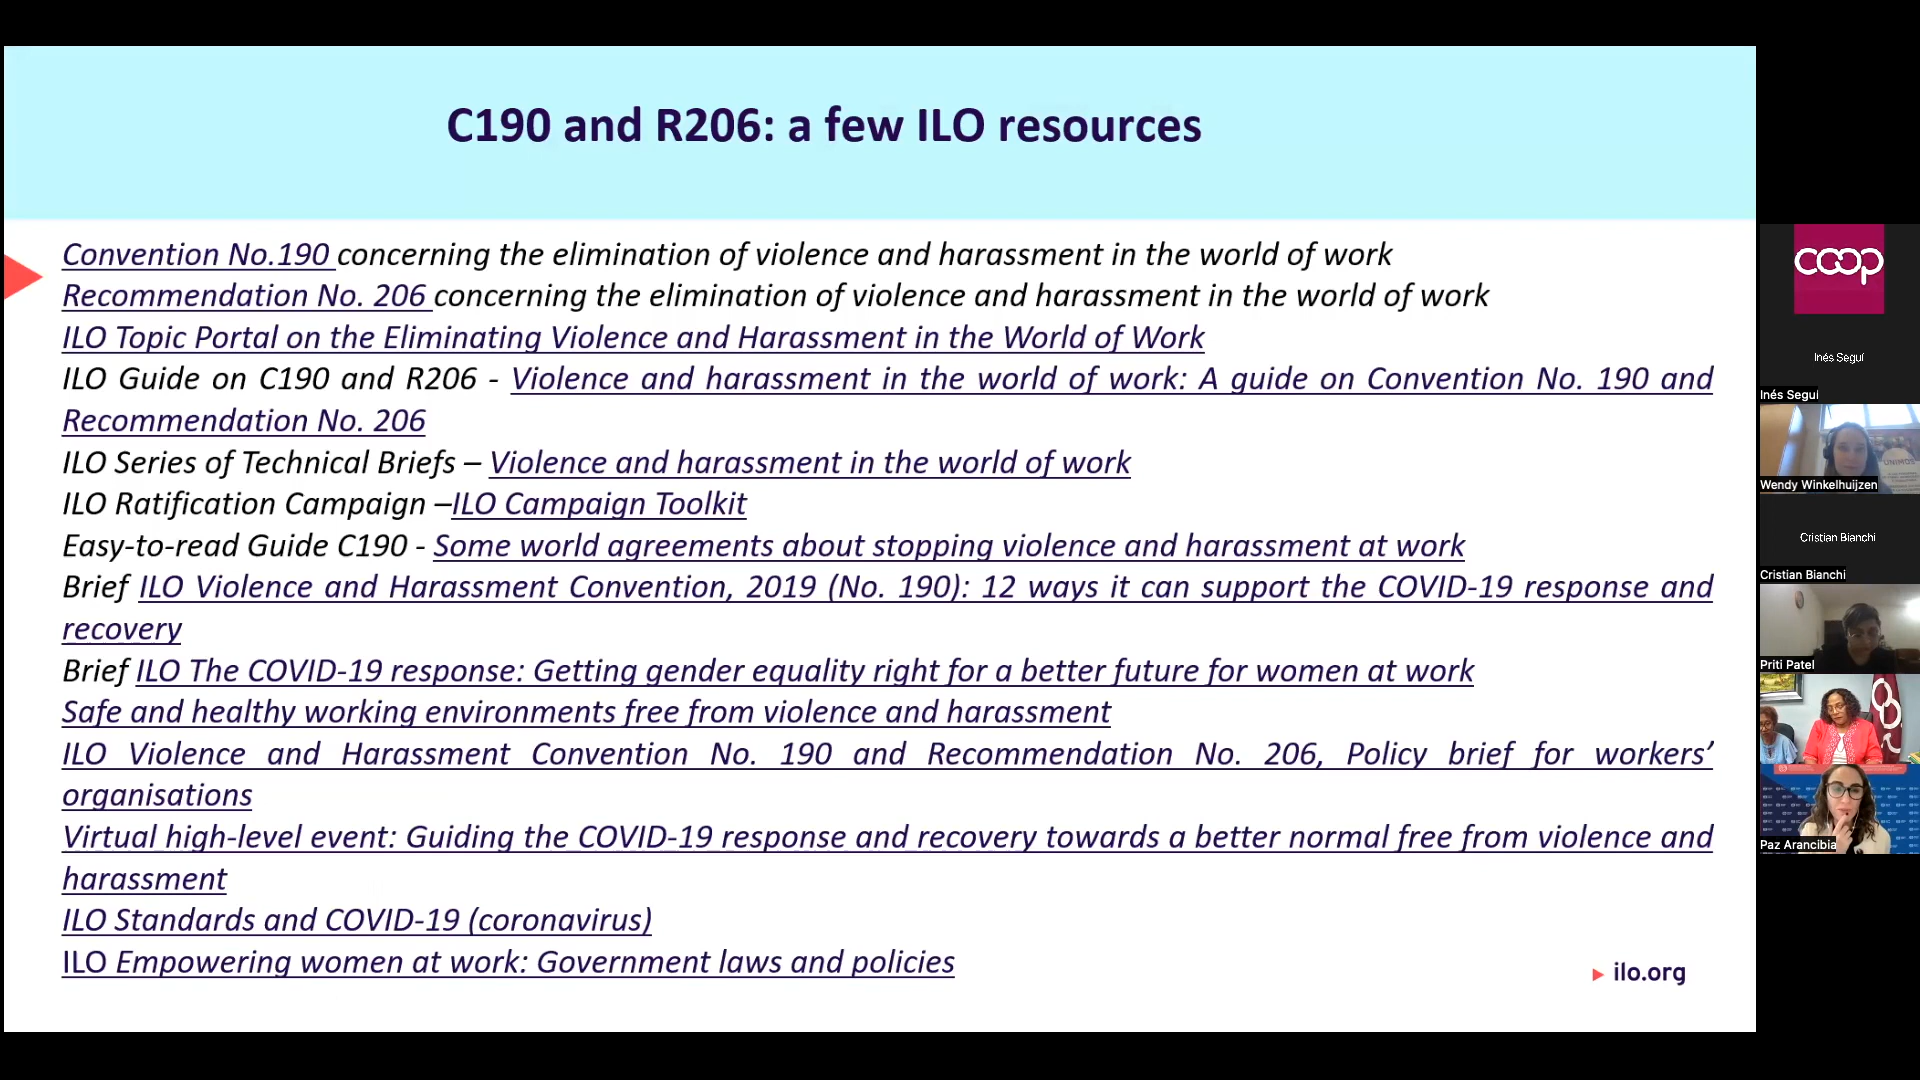 C190 and R206: a few ILO resources
Convention No.190 concerning the elimination of violence and harassment in the world of work
Recommendation No. 206 concerning the elimination of violence and harassment in the world of work
ILO Topic Portal on the Eliminating Violence and Harassment in the World of Work
ILO Guide on C190 and R206 - Violence and harassment in the world of work: A guide on Convention No. 190 and
Recommendation No. 206
ILO Series of Technical Briefs – Violence and harassment in the world of work
ILO Ratification Campaign –ILO Campaign Toolkit
Easy-to-read Guide C190 - Some world agreements about stopping violence and harassment at work
Brief ILO Violence and Harassment Convention, 2019 (No. 190): 12 ways it can support the COVID-19 response and
recovery
Brief ILO The COVID-19 response: Getting gender equality right for a better future for women at work
Safe and healthy working environments free from violence and harassment
ILO Violence and Harassment Convention No. 190 and Recommendation No. 206, Policy brief for workers’
organisations
Virtual high-level event: Guiding the COVID-19 response and recovery towards a better normal free from violence and
harassment
ILO Standards and COVID-19 (coronavirus)
ILO Empowering women at work: Government laws and policies
ilo.org
coop
Inés Seguí
Inés Seguí
UNIMOS
Wendy Winkelhuijzen
Cristian Bianchi
Cristian Bianchi
Priti Patel
Paz Arancibia